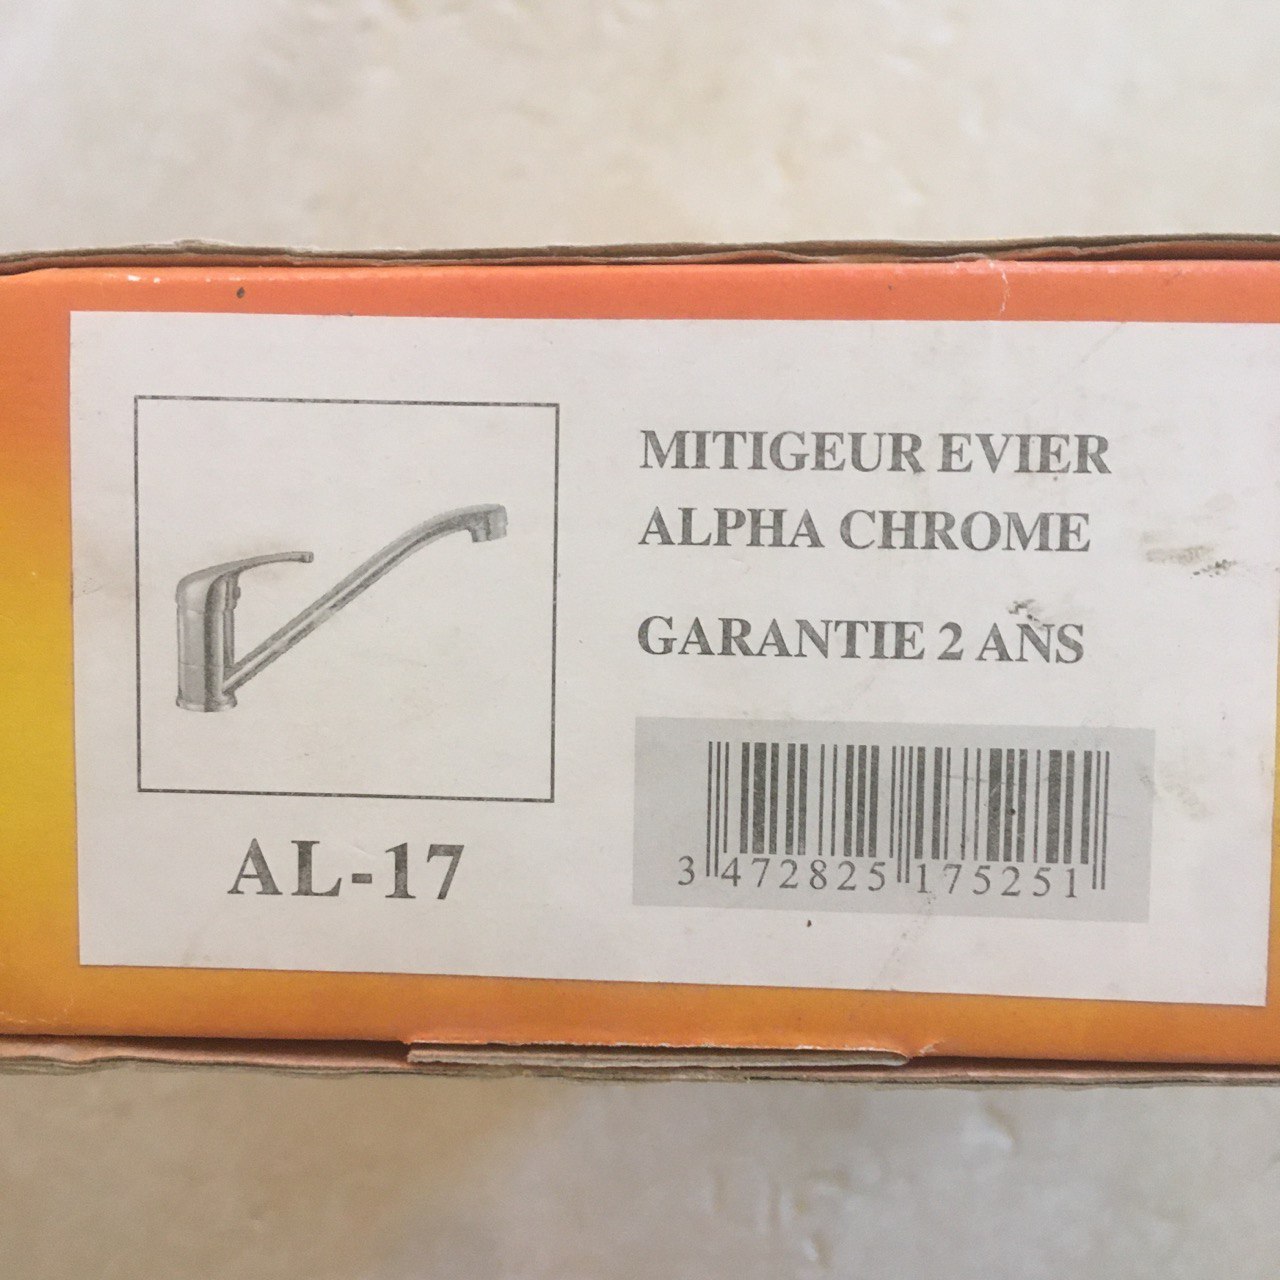 MITIGEUR EVIER
ALPHA CHROME
GARANTIE 2 ANS
AL-17
3 472825 175251